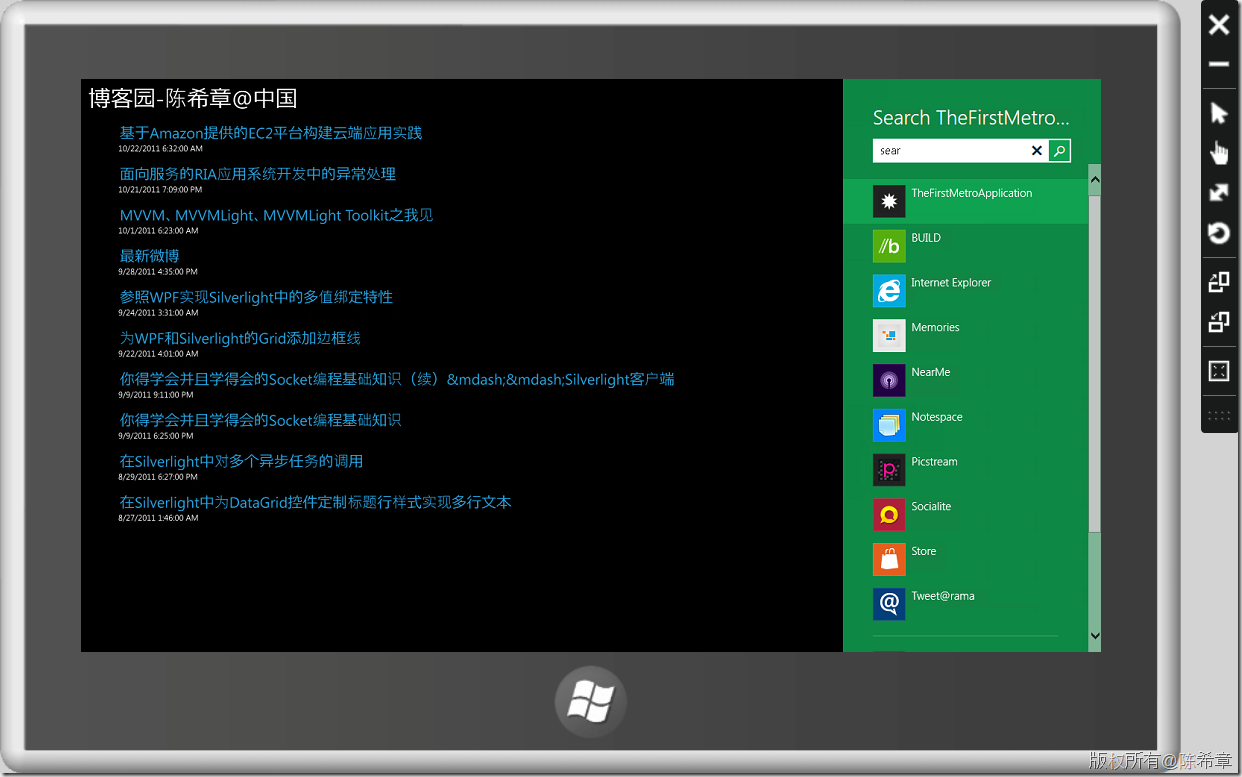 博客园-陈希章@中国
基于Amazon提供的EC2平台构建云端应用实践
10/22/2011 6:32:00 AM
面向服务的RIA应用系统开发中的异常处理
10/21/2011 7:09:00 PM
MVVM、MVVMLight、MVVMLight Toolkit之我见
10/1/2011 6:23:00 AM
最新微博
9/28/2011 4:35:00 PM
参照WPF实现Silverlight中的多值绑定特性
9/24/2011 3:31:00 AM
为WPF和Silverlight的Grid添加边框线
9/22/2011 4:01:00 AM
你得学会并且学得会的Socket编程基础知识（续）&mdash;&mdash;Silverlight客户端
9/9/2011 9:11:00 PM
你得学会并且学得会的Socket编程基础知识
9/9/2011 6:25:00 PM
在Silverlight中对多个异步任务的调用
8/29/2011 6:27:00 PM
在Silverlight中为DataGrid控件定制标题行样式实现多行文本
8/27/2011 1:46:00 AM
Search TheFirstMetro...
sear
TheFirstMetroApplication
//b BUILD
Internet Explorer
Memories
NearMe
Notespace
Picstream
Socialite
Store
Tweet@rama
版权所有@陈希章